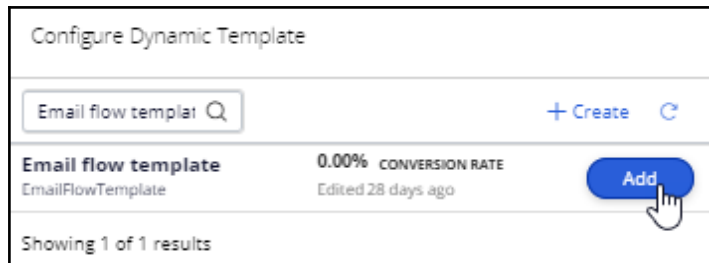 Configure Dynamic Template
Email flow templat
+ Create
Email flow template 0.00% CONVERSION RATE Add
EmailFlowTemplate Edited 28 days ago
Showing 1 of 1 results